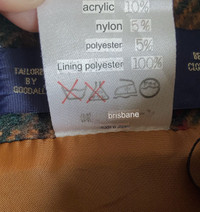 acrylic 10%
nylon 5%
polyester 5%
Lining polyester 100%
brisbane
TAILORED
BY
GOODALL